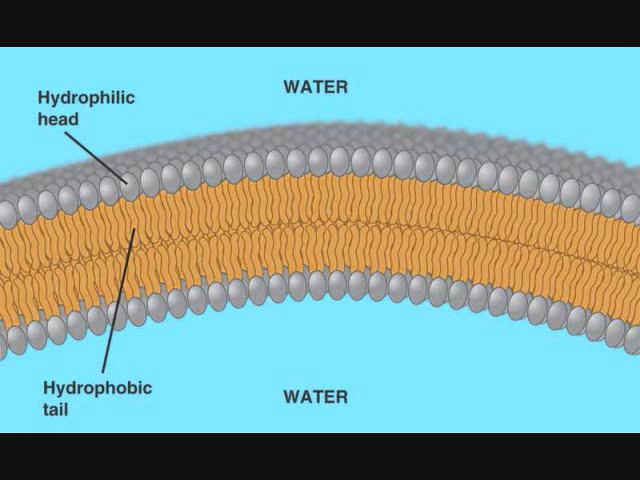 WATER
Hydrophilic
head
Hydrophobic
tail
WATER